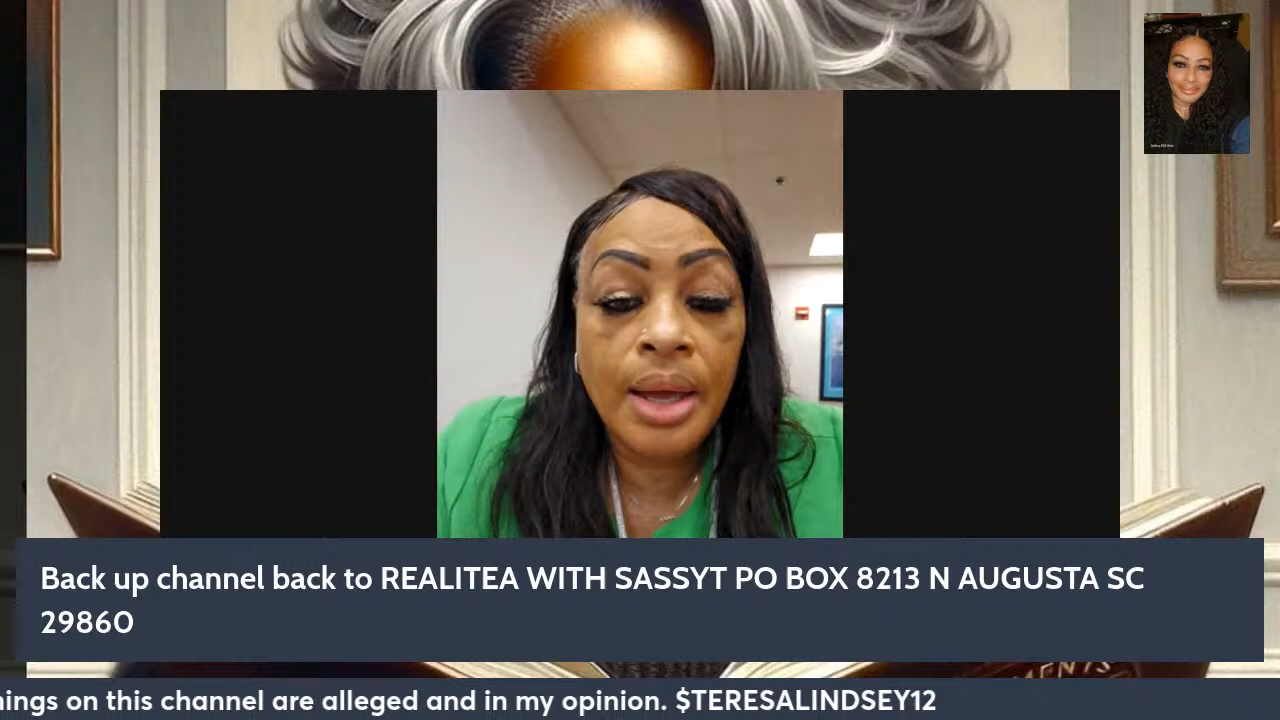 Back up channel back to REALITEA WITH SASSYT PO BOX 8213 N AUGUSTA SC
29860
on this channel are alleged and in my opinion. $TERESALINDSEY12